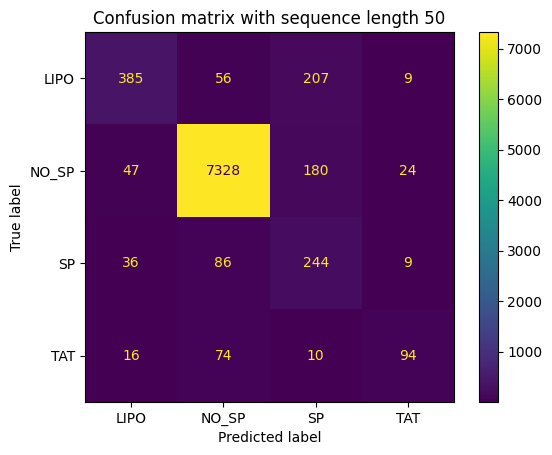 Confusion matrix with sequence length 50
True label
LIPO 385 56 207 9
NO_SP 47 7328 180 24
SP 36 86 244 9
TAT 16 74 10 94
LIPO NO_SP SP TAT
Predicted label
7000
6000
5000
4000
3000
2000
1000